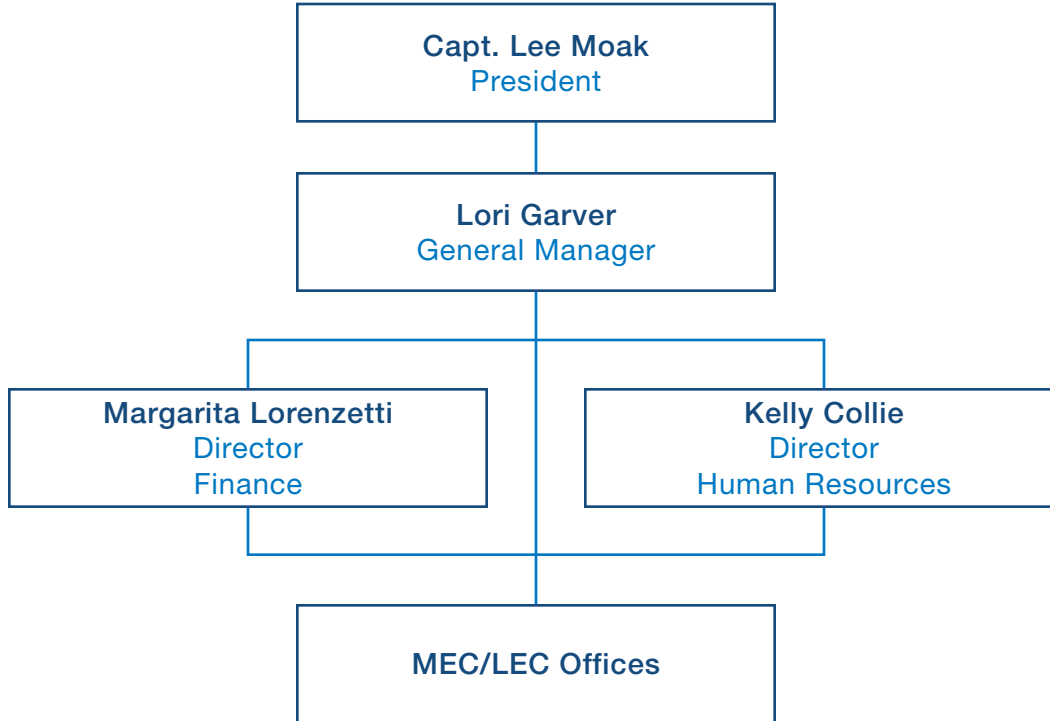 Capt. Lee Moak
President
Lori Garver
General Manager
Margarita Lorenzetti
Director
Finance
Kelly Collie
Director
Human Resources
MEC/LEC Offices